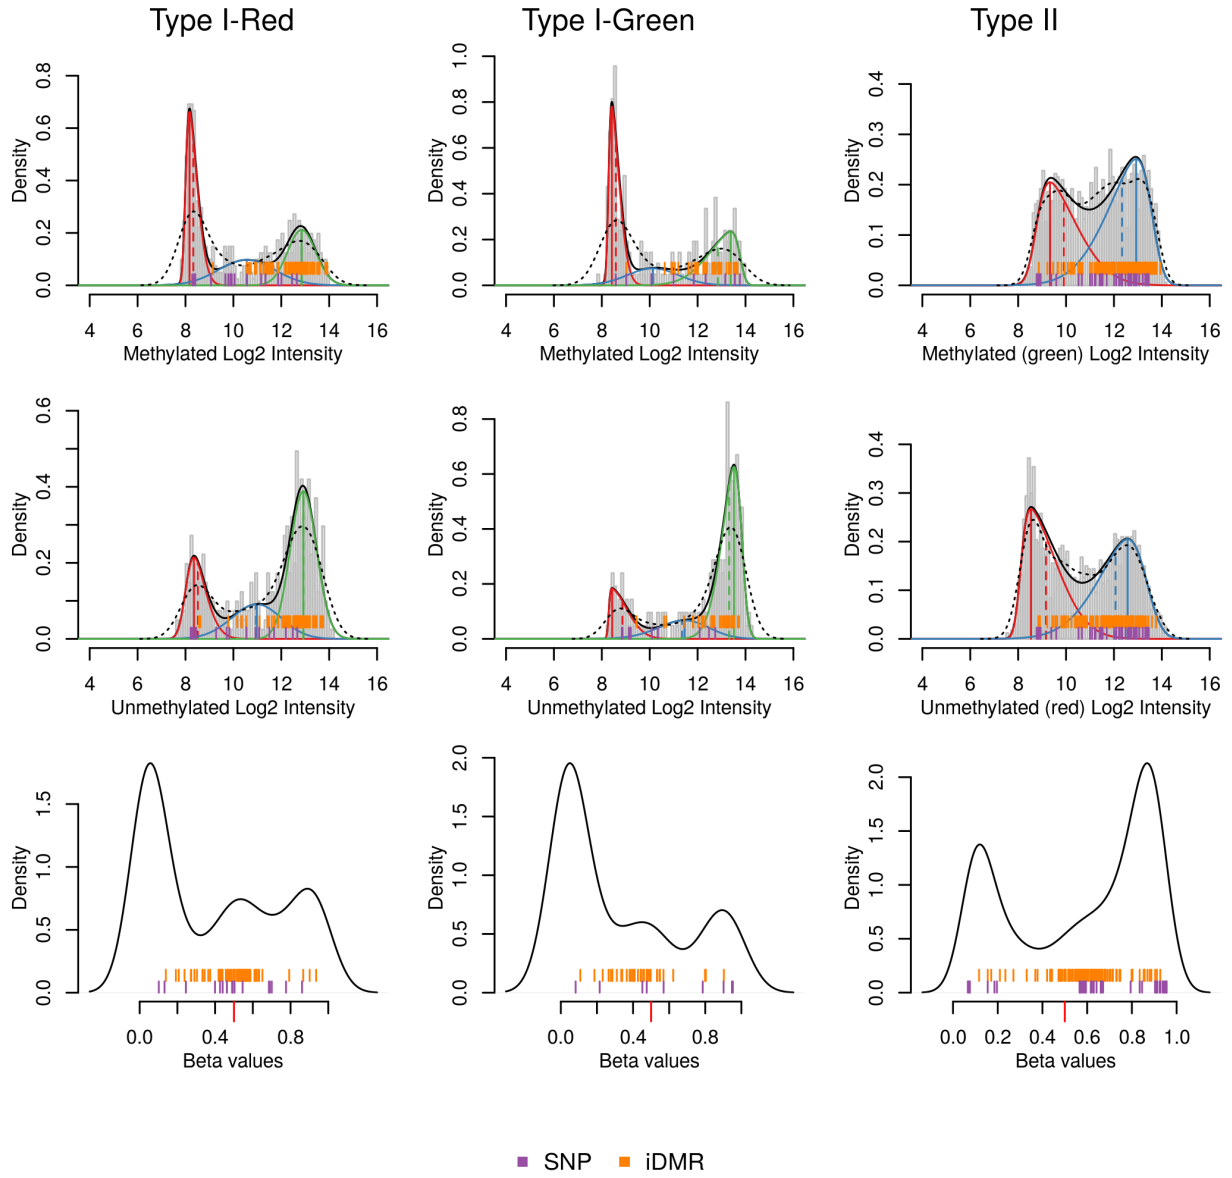 Type I-Red Type I-Green Type II
Density
0.0 0.2 0.4 0.6 0.8
4 6 8 10 12 14 16
Methylated Log2 Intensity
Density
0.0 0.2 0.4 0.6 0.8 1.0
4 6 8 10 12 14 16
Methylated Log2 Intensity
Density
0.0 0.1 0.2 0.3 0.4
4 6 8 10 12 14 16
Methylated (green) Log2 Intensity
Density
0.0 0.2 0.4 0.6
4 6 8 10 12 14 16
Unmethylated Log2 Intensity
Density
0.0 0.2 0.4 0.6 0.8
4 6 8 10 12 14 16
Unmethylated Log2 Intensity
Density
0.0 0.1 0.2 0.3 0.4
4 6 8 10 12 14 16
Unmethylated (red) Log2 Intensity
Density
0.0 0.5 1.0 1.5
0.0 0.4 0.8
Beta values
Density
0.0 0.5 1.0 1.5 2.0
0.0 0.4 0.8
Beta values
Density
0.0 0.5 1.0 1.5 2.0
0.0 0.2 0.4 0.6 0.8 1.0
Beta values
SNP iDMR